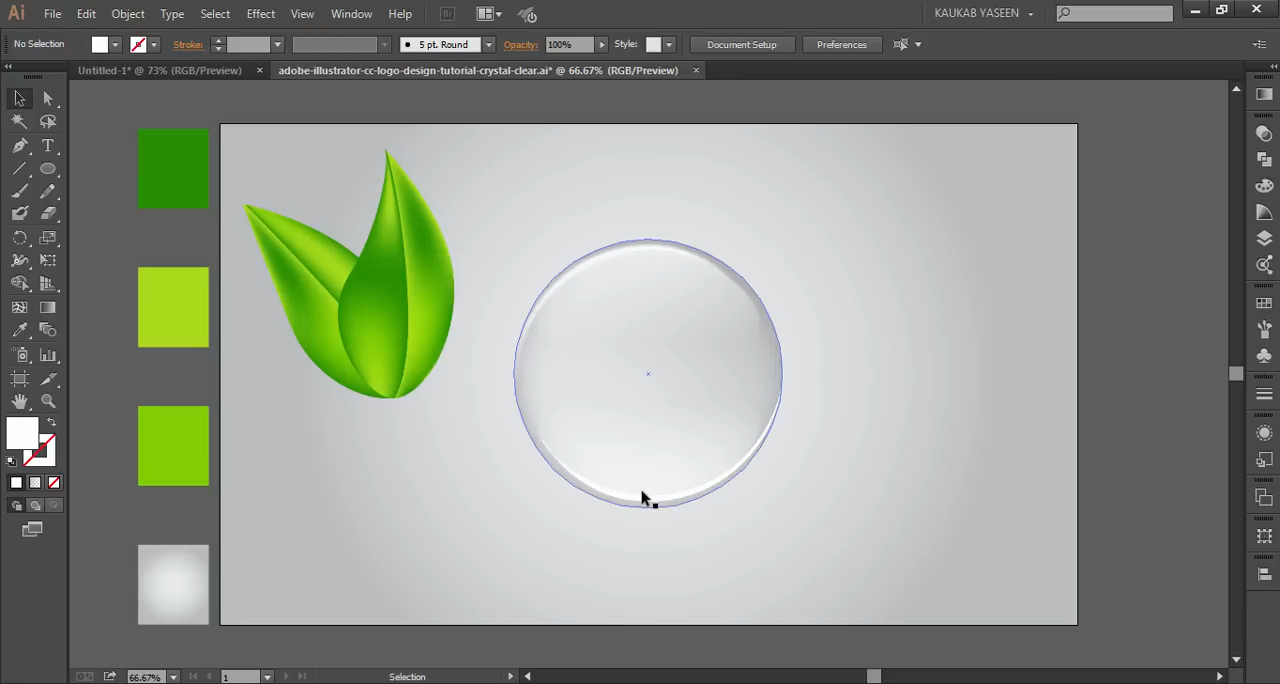 Ai File Edit Object Type Select Effect View Window Help Br KAUKAB YASEEN
No Selection Stroke: 5 pt. Round Opacity: 100% Style: Document Setup Preferences
Untitled-1* @ 73% (RGB/Preview) × adobe-illustrator-cc-logo-design-tutorial-crystal-clear.ai* @ 66.67% (RGB/Preview) ×
T
66.67% 1 Selection